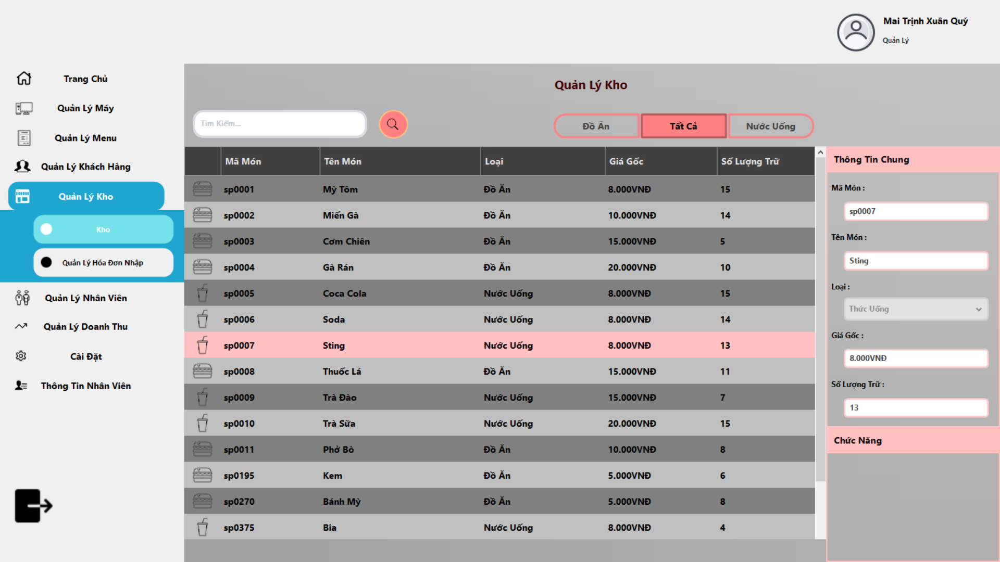 Mai Trịnh Xuân Quý
Quản Lý
Trang Chủ
Quản Lý Máy
Quản Lý Menu
Quản Lý Khách Hàng
Quản Lý Kho
Kho
Quản Lý Hóa Đơn Nhập
Quản Lý Nhân Viên
Quản Lý Doanh Thu
Cài Đặt
Thông Tin Nhân Viên
Quản Lý Kho
Tìm Kiếm...
Đồ Ăn Tất Cả Nước Uống
Mã Món Tên Món Loại Giá Gốc Số Lượng Trữ
sp0001 Mỳ Tôm Đồ Ăn 8.000VNĐ 15
sp0002 Miến Gà Đồ Ăn 10.000VNĐ 14
sp0003 Cơm Chiên Đồ Ăn 15.000VNĐ 5
sp0004 Gà Rán Đồ Ăn 20.000VNĐ 10
sp0005 Coca Cola Nước Uống 8.000VNĐ 15
sp0006 Soda Nước Uống 8.000VNĐ 14
sp0007 Sting Nước Uống 8.000VNĐ 13
sp0008 Thuốc Lá Đồ Ăn 15.000VNĐ 11
sp0009 Trà Đào Nước Uống 15.000VNĐ 7
sp0010 Trà Sữa Nước Uống 20.000VNĐ 15
sp0011 Phở Bò Đồ Ăn 10.000VNĐ 8
sp0195 Kem Đồ Ăn 5.000VNĐ 6
sp0270 Bánh Mỳ Đồ Ăn 5.000VNĐ 8
sp0375 Bia Nước Uống 8.000VNĐ 4
Thông Tin Chung
Mã Món :
sp0007
Tên Món :
Sting
Loại :
Thức Uống
Giá Gốc :
8.000VNĐ
Số Lượng Trữ :
13
Chức Năng